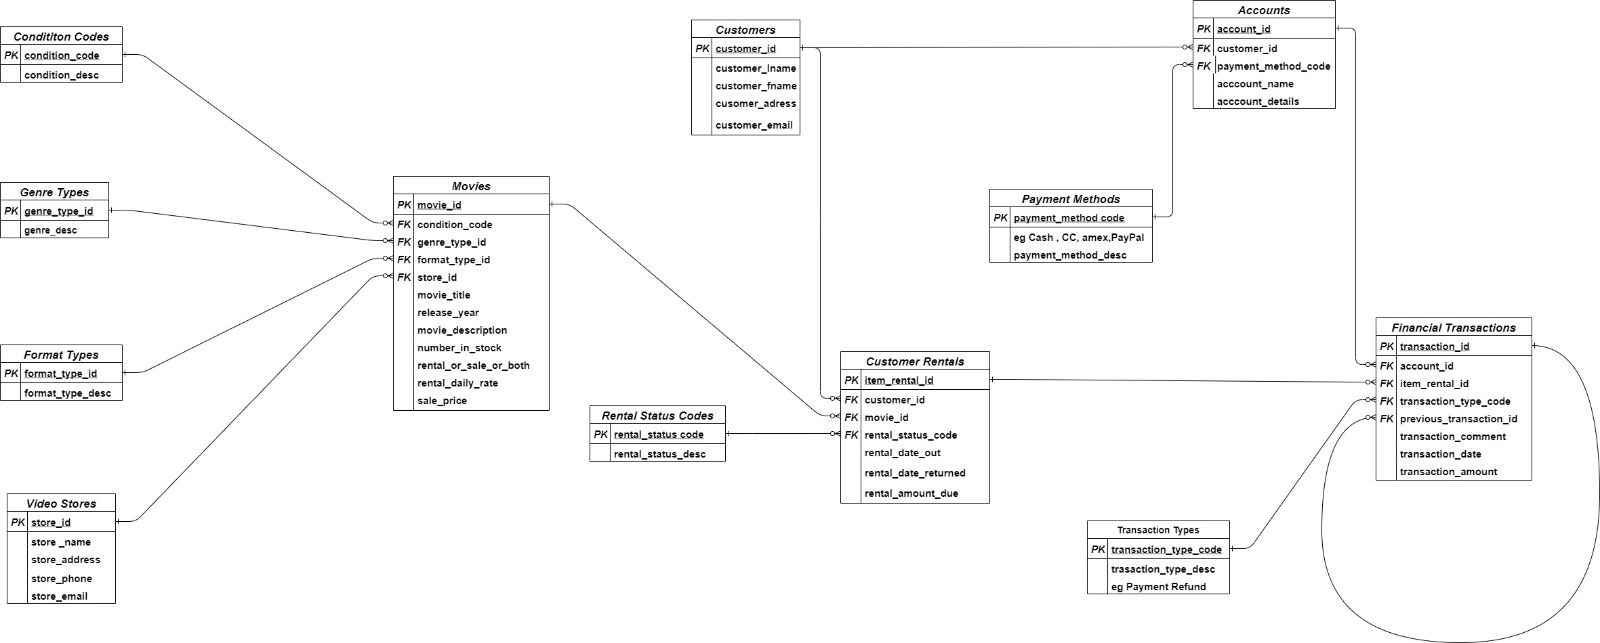 Condititon Codes
PK condition_code
condition_desc
Genre Types
PK genre_type_id
genre_desc
Format Types
PK format_type_id
format_type_desc
Video Stores
PK store_id
store _name
store_address
store_phone
store_email
Movies
PK movie_id
FK condition_code
FK genre_type_id
FK format_type_id
FK store_id
movie_title
release_year
movie_description
number_in_stock
rental_or_sale_or_both
rental_daily_rate
sale_price
Customers
PK customer_id
customer_lname
customer_fname
cusomer_adress
customer_email
Rental Status Codes
PK rental_status code
rental_status_desc
Customer Rentals
PK item_rental_id
FK customer_id
FK movie_id
FK rental_status_code
rental_date_out
rental_date_returned
rental_amount_due
Accounts
PK account_id
FK customer_id
FK payment_method_code
acccount_name
acccount_details
Payment Methods
PK payment_method code
eg Cash , CC, amex,PayPal
payment_method_desc
Financial Transactions
PK transaction_id
FK account_id
FK item_rental_id
FK transaction_type_code
FK previous_transaction_id
transaction_comment
transaction_date
transaction_amount
Transaction Types
PK transaction_type_code
trasaction_type_desc
eg Payment Refund